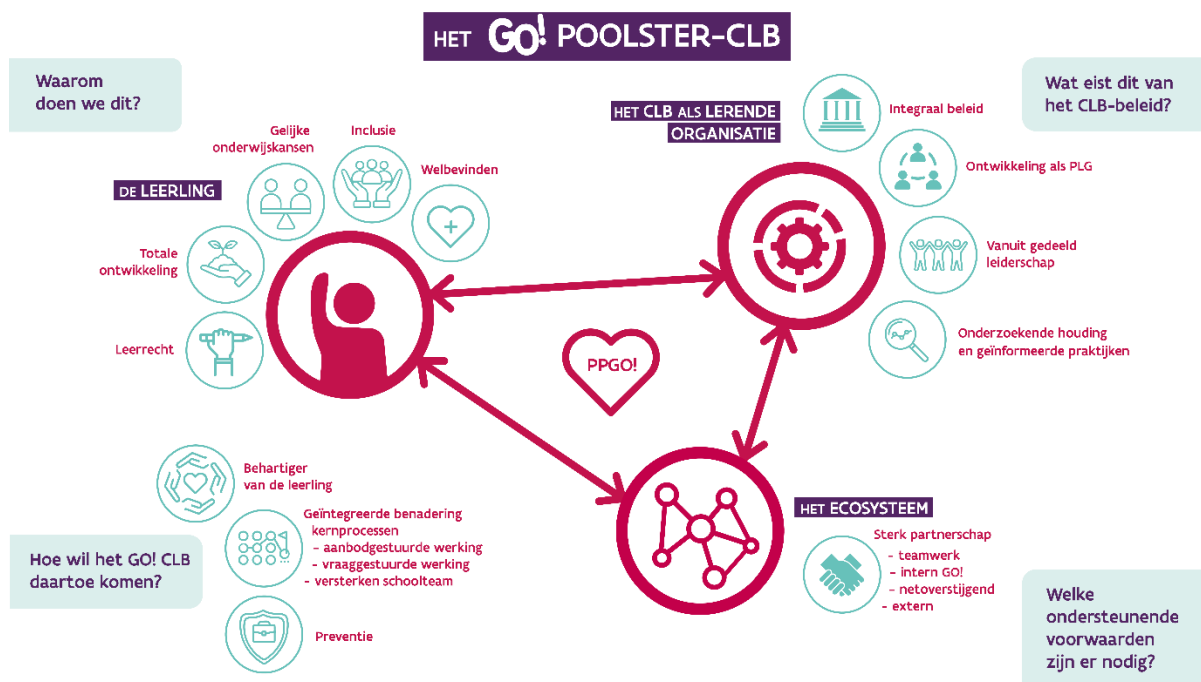 HET GO! POOLSTER-CLB
Waarom
doen we dit?
DE LEERLING
Gelijke
onderwijskansen
Inclusie
Welbevinden
Totale
ontwikkeling
Leerrecht
HET CLB ALS LERENDE
ORGANISATIE
Wat eist dit van
het CLB-beleid?
Integraal beleid
Ontwikkeling als PLG
Vanuit gedeeld
leiderschap
Onderzoekende houding
en geïnformeerde praktijken
PPGO!
Hoe wil het GO! CLB
daartoe komen?
Behartiger
van de leerling
Geïntegreerde benadering
kernprocessen
- aanbodgestuurde werking
- vraaggestuurde werking
- versterken schoolteam
Preventie
HET ECOSYSTEEM
Sterk partnerschap
- teamwerk
- intern GO!
- netoverstijgend
- extern
Welke
ondersteunende
voorwaarden
zijn er nodig?